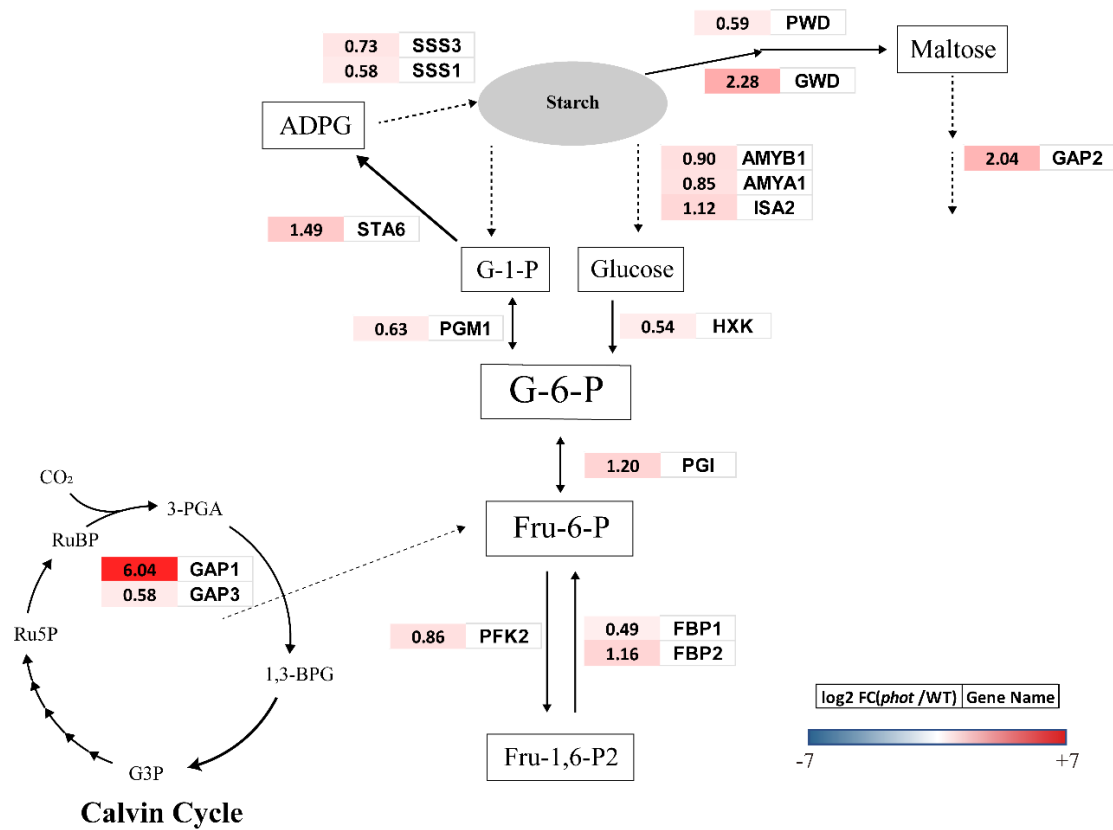 0.59 PWD
0.73 SSS3
0.58 SSS1
Maltose
2.28 GWD
Starch
ADPG
0.90 AMYB1
0.85 AMYA1
1.12 ISA2
2.04 GAP2
1.49 STA6
G-1-P
Glucose
0.63 PGM1
0.54 HXK
G-6-P
1.20 PGI
CO₂
3-PGA
Fru-6-P
RuBP
6.04 GAP1
0.58 GAP3
Ru5P
0.86 PFK2
0.49 FBP1
1.16 FBP2
1,3-BPG
log2 FC(phot /WT) Gene Name
Fru-1,6-P2
-7 +7
G3P
Calvin Cycle